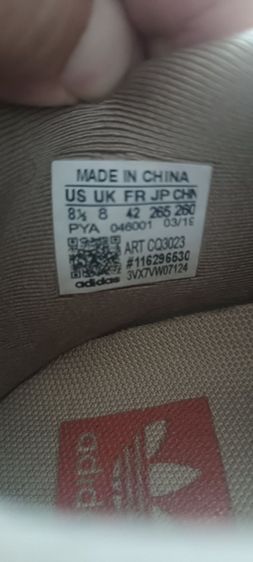 MADE IN CHINA
US UK FR JP CHN
8½ 8 42 265 260
PYA 046001 03/19
ART CQ3023
#116296530
3VX7VW07124
adidas
adidas